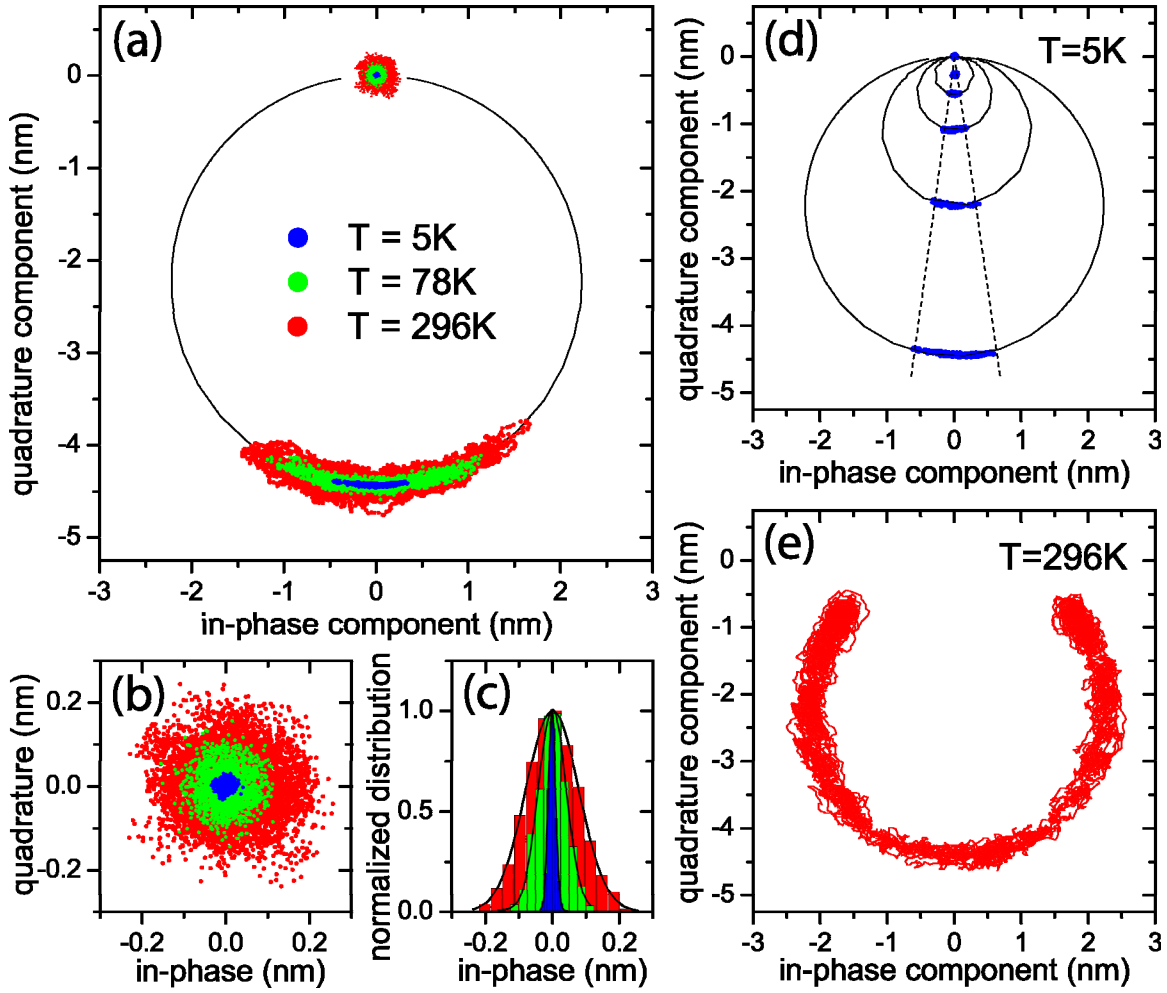 (a)
quadrature component (nm)
0
-1
-2
-3
-4
-5
T = 5K
T = 78K
T = 296K
-3 -2 -1 0 1 2 3
in-phase component (nm)
(b)
quadrature (nm)
0.2
0.0
-0.2
-0.2 0.0 0.2
in-phase (nm)
(c)
normalized distribution
1.0
0.5
0.0
-0.2 0.0 0.2
in-phase (nm)
(d)
T=5K
quadrature component (nm)
0
-1
-2
-3
-4
-5
-3 -2 -1 0 1 2 3
in-phase component (nm)
(e)
T=296K
quadrature component (nm)
0
-1
-2
-3
-4
-5
-3 -2 -1 0 1 2 3
in-phase component (nm)